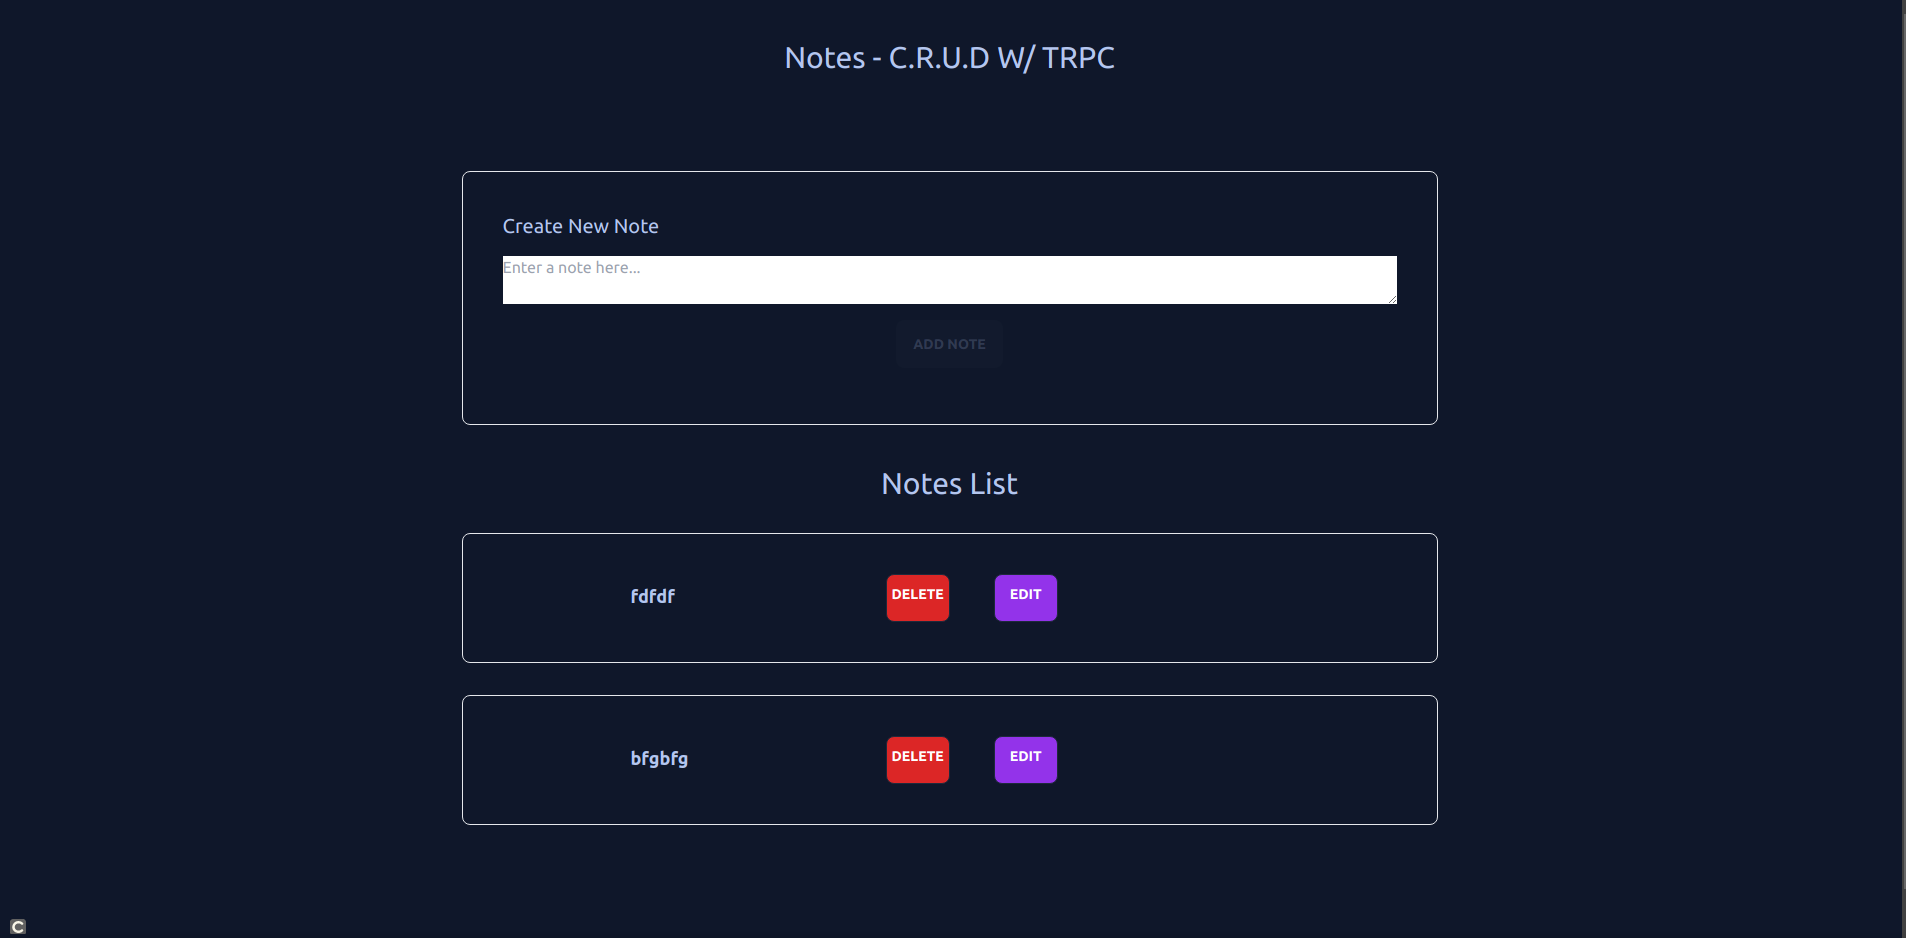 Notes - C.R.U.D W/ TRPC
Create New Note
Enter a note here...
ADD NOTE
Notes List
fdfdf
DELETE
EDIT
bfgbfg
DELETE
EDIT
C